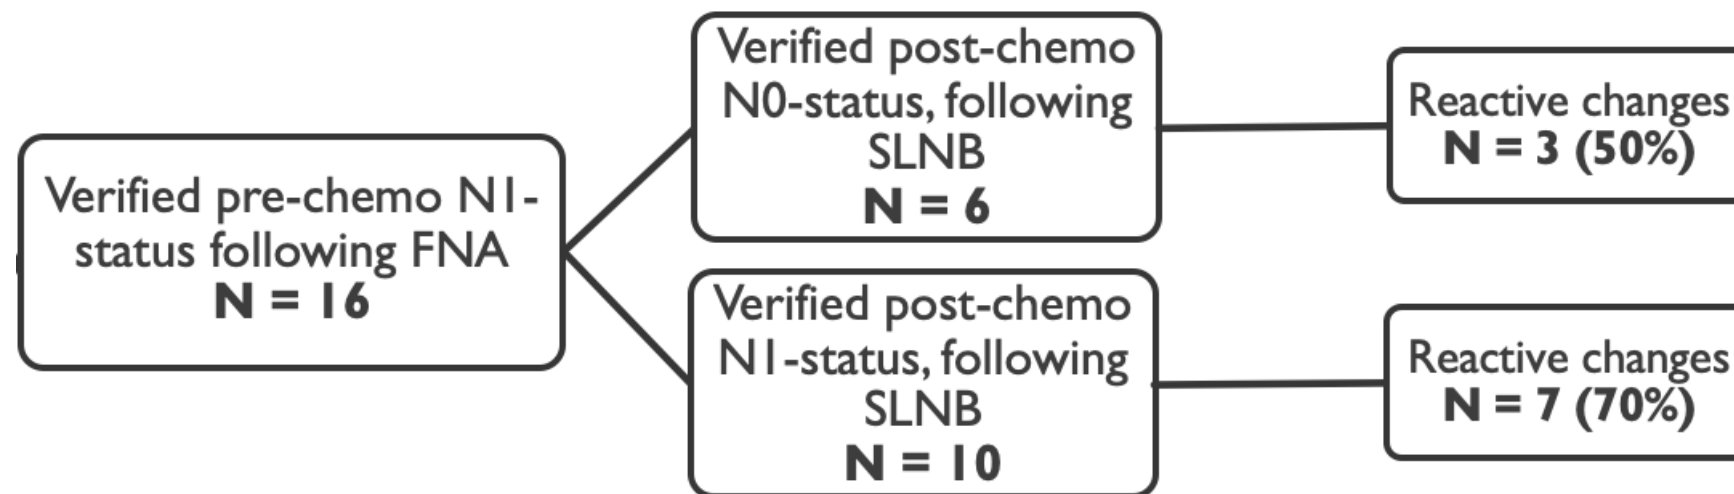 Verified pre-chemo N1-
status following FNA
N = 16
Verified post-chemo
N0-status, following
SLNB
N = 6
Reactive changes
N = 3 (50%)
Verified post-chemo
N1-status, following
SLNB
N = 10
Reactive changes
N = 7 (70%)